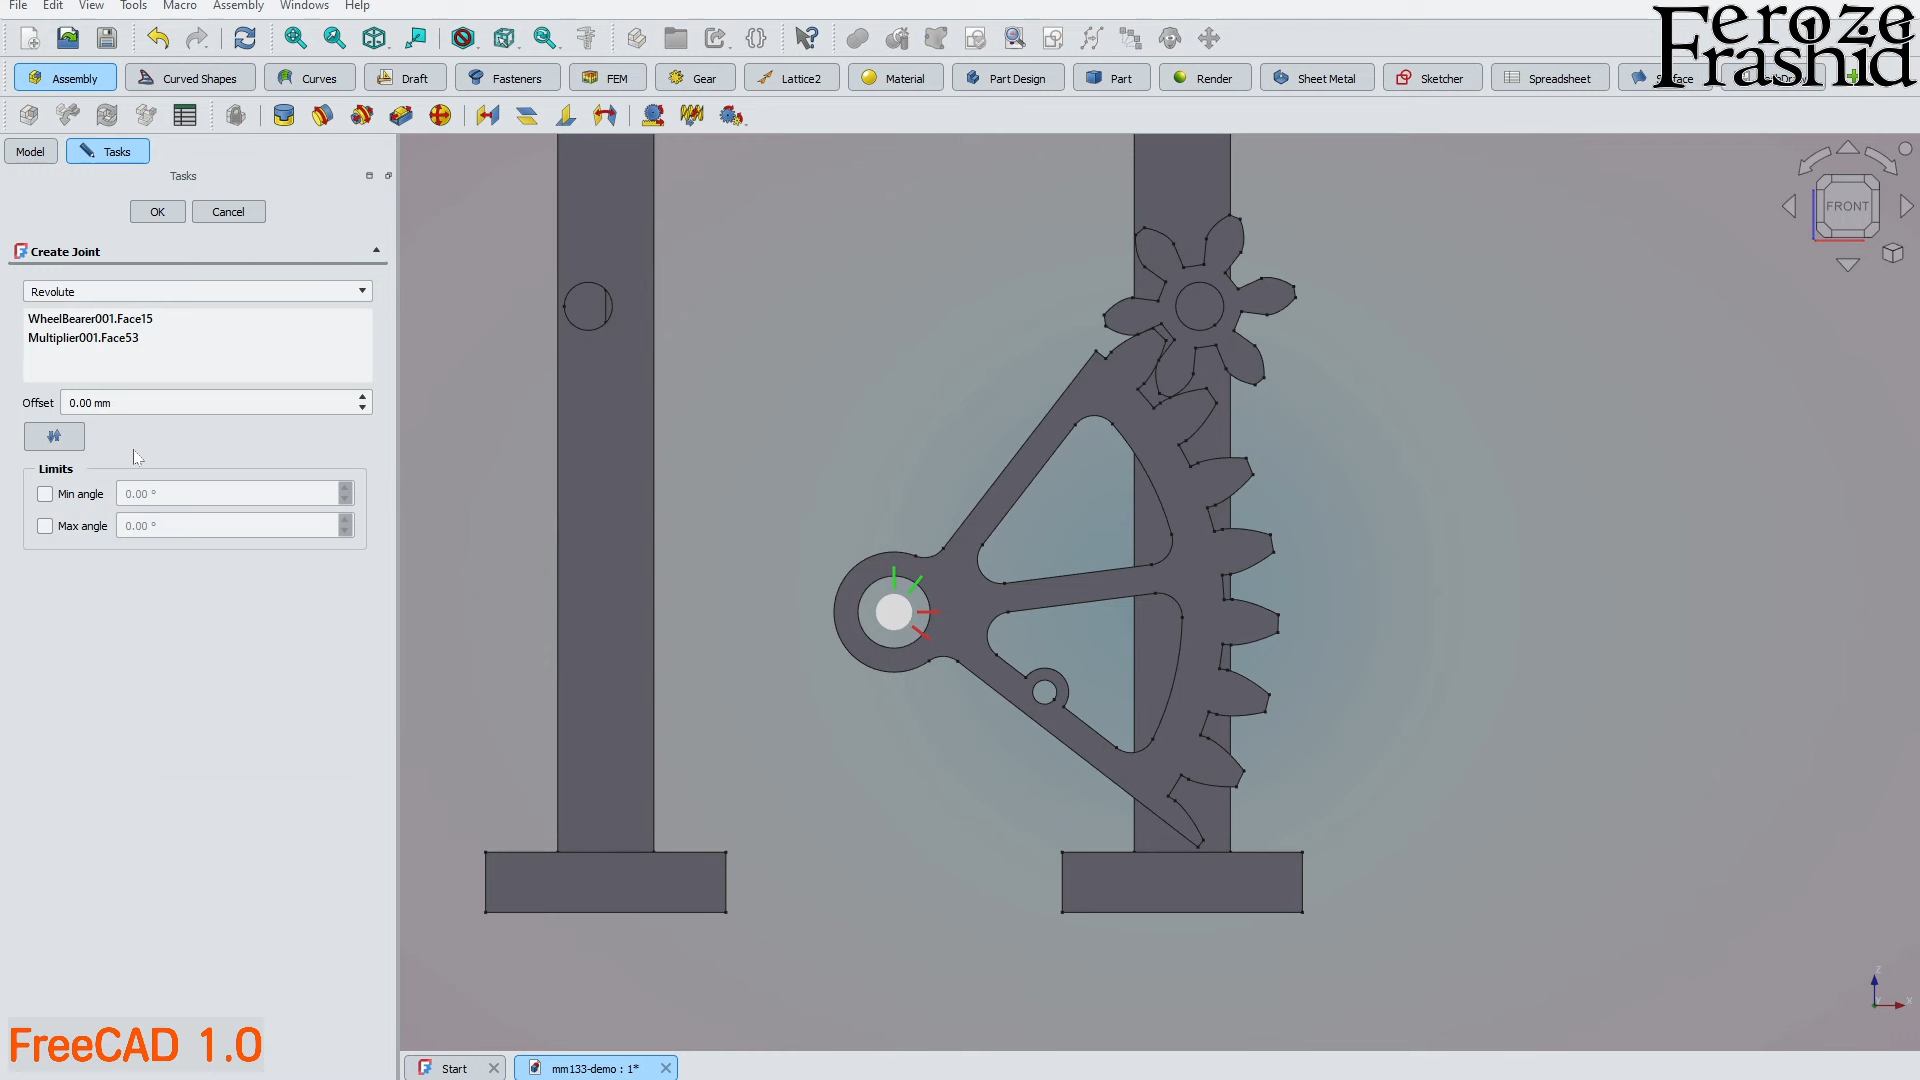 File Edit View Tools Macro Assembly Windows Help
Feroze
Frashid
Assembly Curved Shapes Curves Draft Fasteners FEM Gear Lattice2 Material Part Design Part Render Sheet Metal Sketcher Spreadsheet
Model Tasks
Tasks
OK Cancel
Create Joint
Revolute
WheelBearer001.Face15
Multiplier001.Face53
Offset 0.00 mm
Limits
Min angle 0.00 °
Max angle 0.00 °
FRONT
Z
Y
X
FreeCAD 1.0
Start mm133-demo : 1*